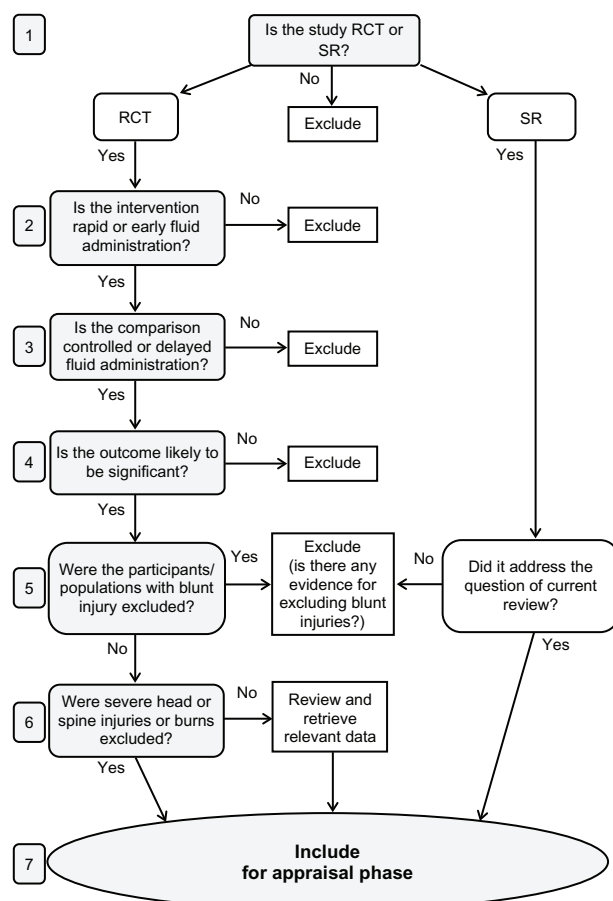 1
Is the study RCT or
SR?
No
RCT
Exclude
SR
Yes
Yes
2
Is the intervention
rapid or early fluid
administration?
No
Exclude
Yes
3
Is the comparison
controlled or delayed
fluid administration?
No
Exclude
Yes
4
Is the outcome likely to
be significant?
No
Exclude
Yes
5
Were the participants/
populations with blunt
injury excluded?
Yes
Exclude
(is there any
evidence for
excluding blunt
injuries?)
No
Did it address the
question of current
review?
No
Yes
6
Were severe head or
spine injuries or burns
excluded?
No
Review and
retrieve
relevant data
Yes
7
Include
for appraisal phase